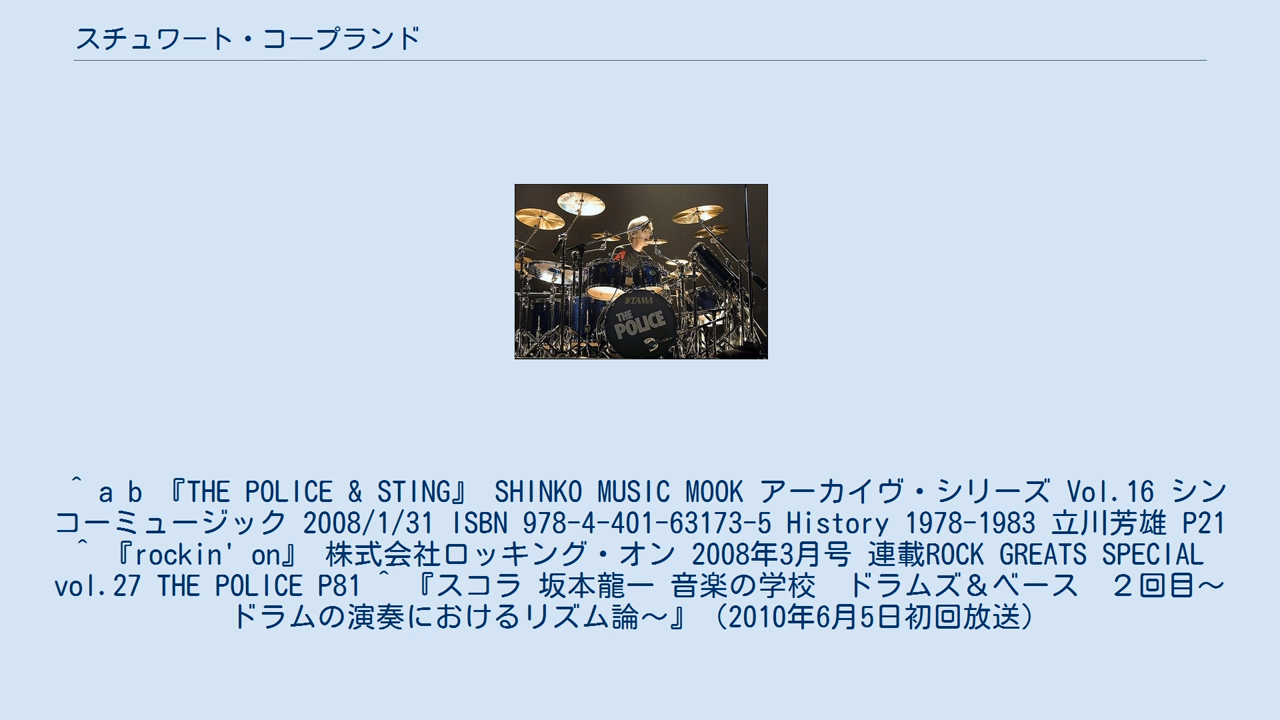 スチュワート・コープランド
TAMA
THE
POLICE
^ a b 『THE POLICE & STING』 SHINKO MUSIC MOOK アーカイヴ・シリーズ Vol.16 シン
コーミュージック 2008/1/31 ISBN 978-4-401-63173-5 History 1978-1983 立川芳雄 P21
^ 『rockin' on』 株式会社ロッキング・オン 2008年3月号 連載ROCK GREATS SPECIAL
vol.27 THE POLICE P81 ^ 『スコラ 坂本龍一 音楽の学校　ドラムズ＆ベース　２回目～
ドラムの演奏におけるリズム論～』（2010年6月5日初回放送）